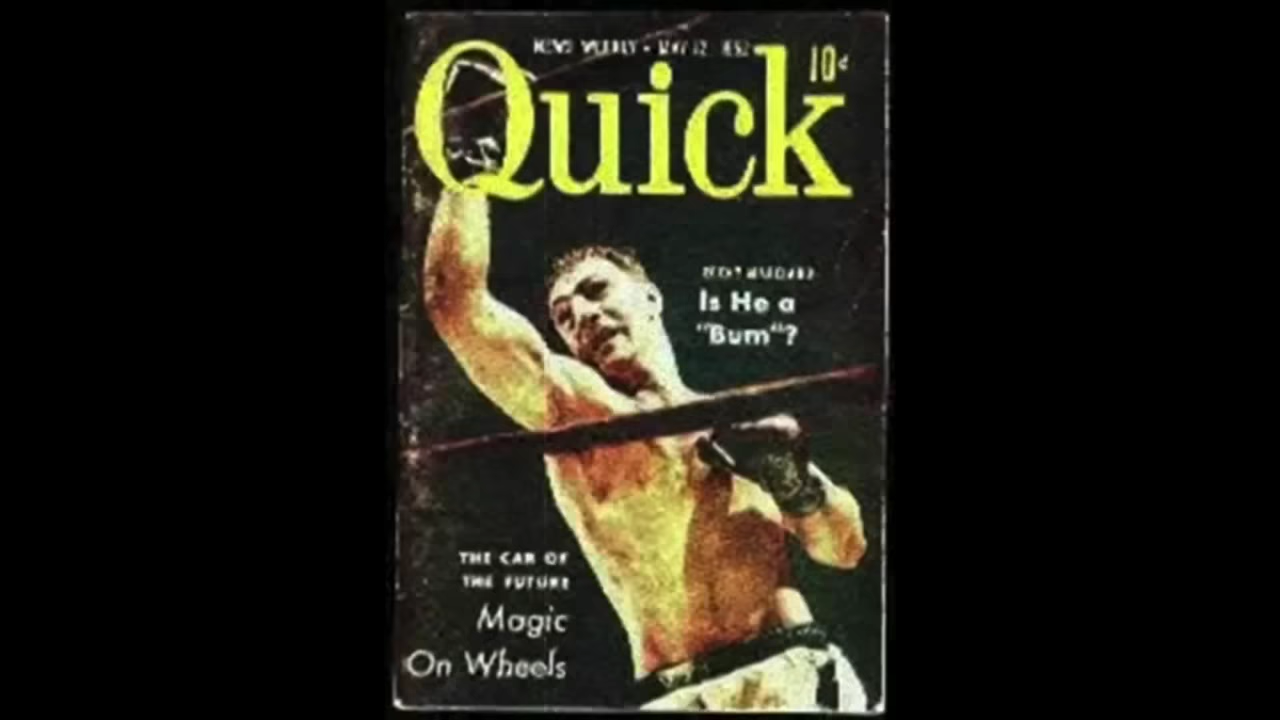 NEWS WEEKLY • MAY 12, 1952
10¢
Quick
Is He a
"Bum"?
THE CAR OF
THE FUTURE
Magic
On Wheels